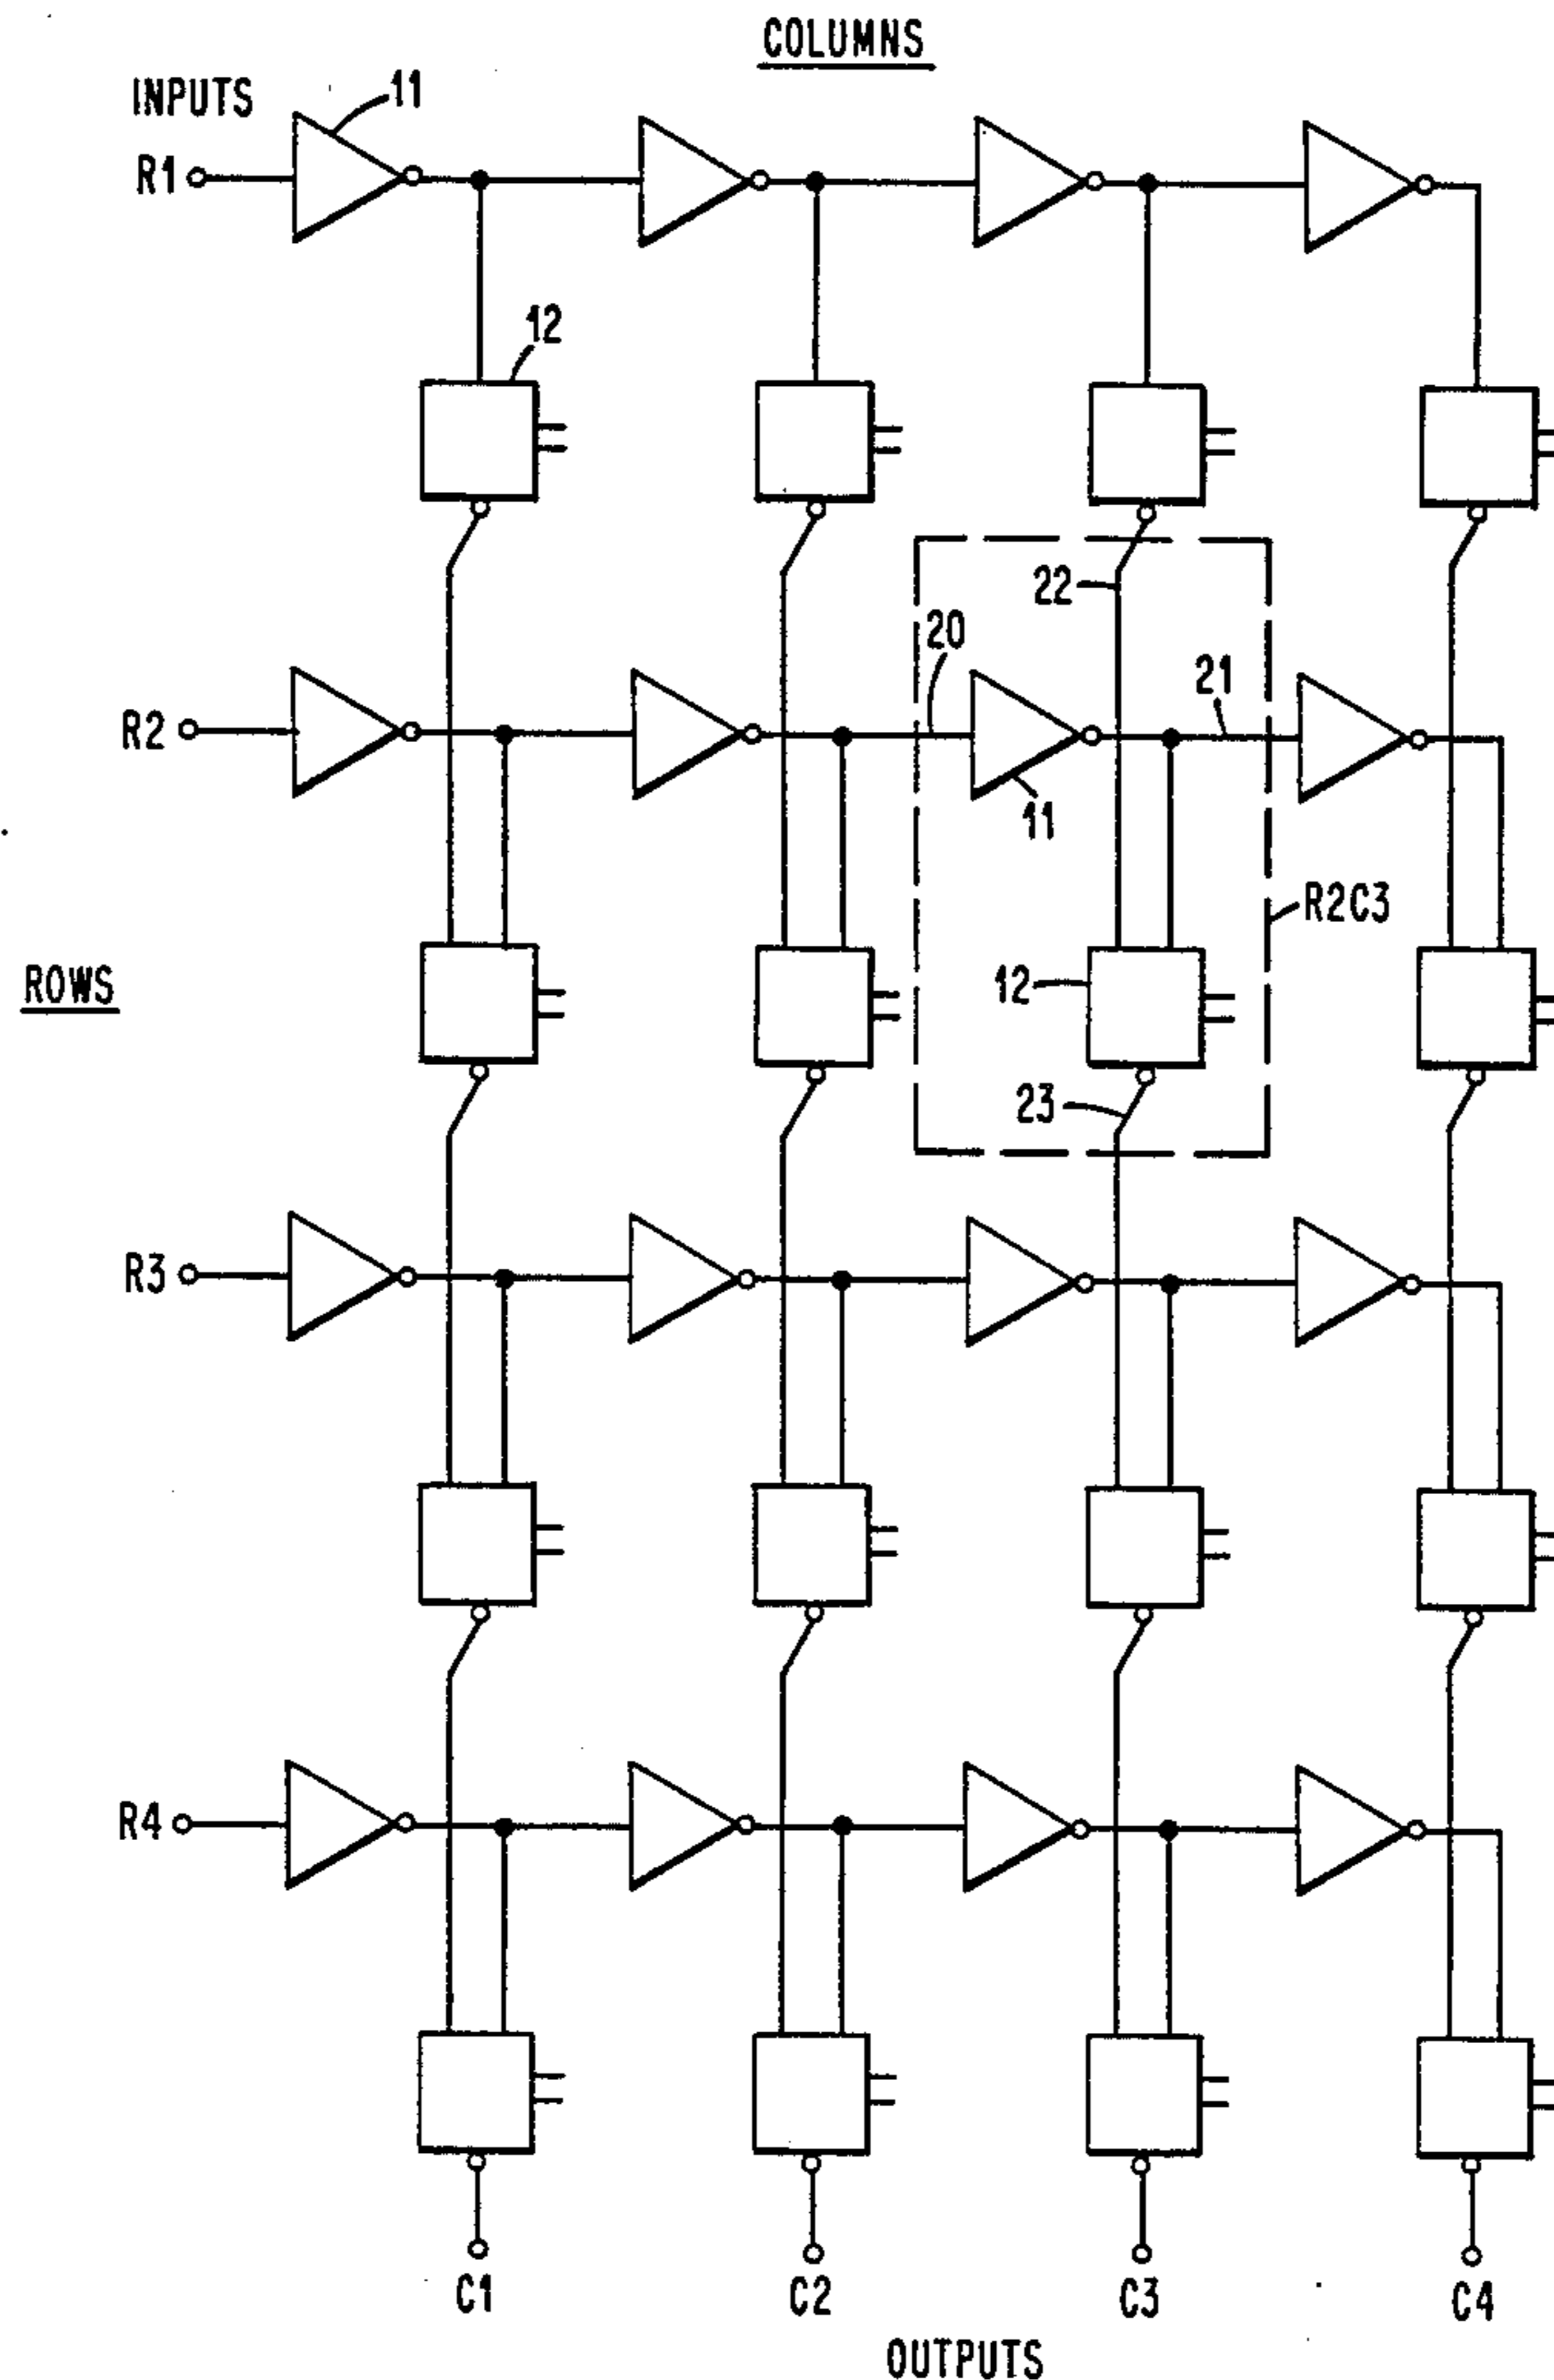 COLUMNS
INPUTS
11
R1
12
22
20
21
R2
11
R2C3
ROWS
12
23
R3
R4
C1
C2
C3
C4
OUTPUTS